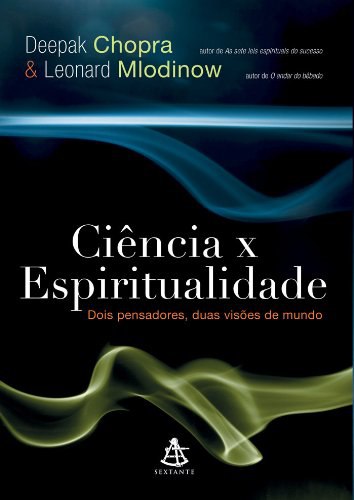 Deepak Chopra autor de As sete leis espirituais do sucesso
& Leonard Mlodinow autor de O andar do bêbado
Ciência x
Espiritualidade
Dois pensadores, duas visões de mundo
SEXTANTE